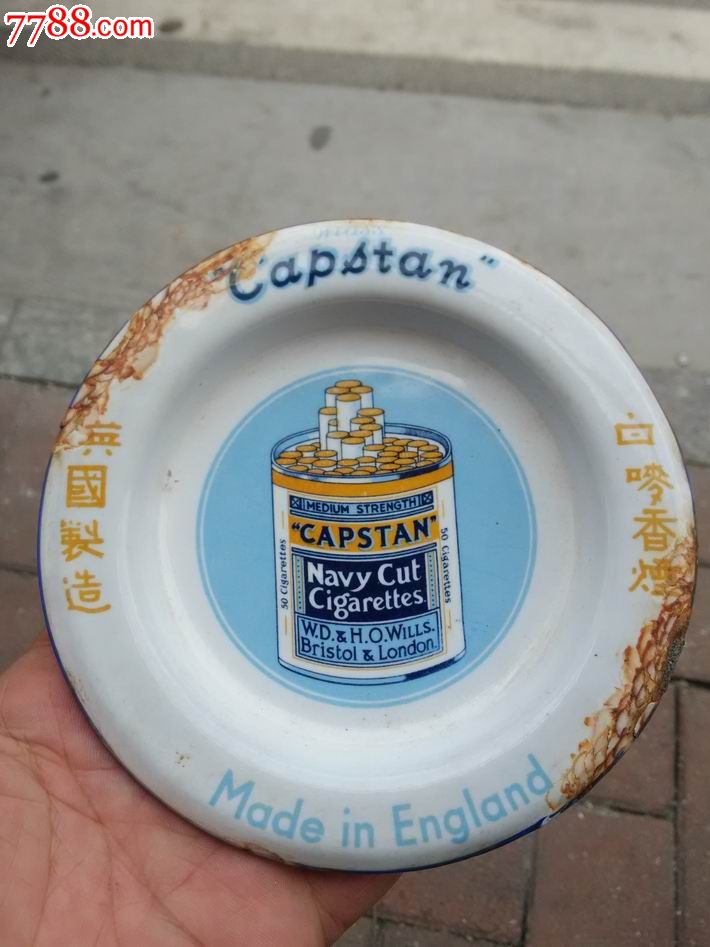 7788.com
"Capstan"
英國製造
白嘜香煙
MEDIUM STRENGTH
"CAPSTAN"
50 Cigarettes
50 Cigarettes
Navy Cut
Cigarettes.
W.D.& H.O.WILLS.
Bristol & London.
Made in England